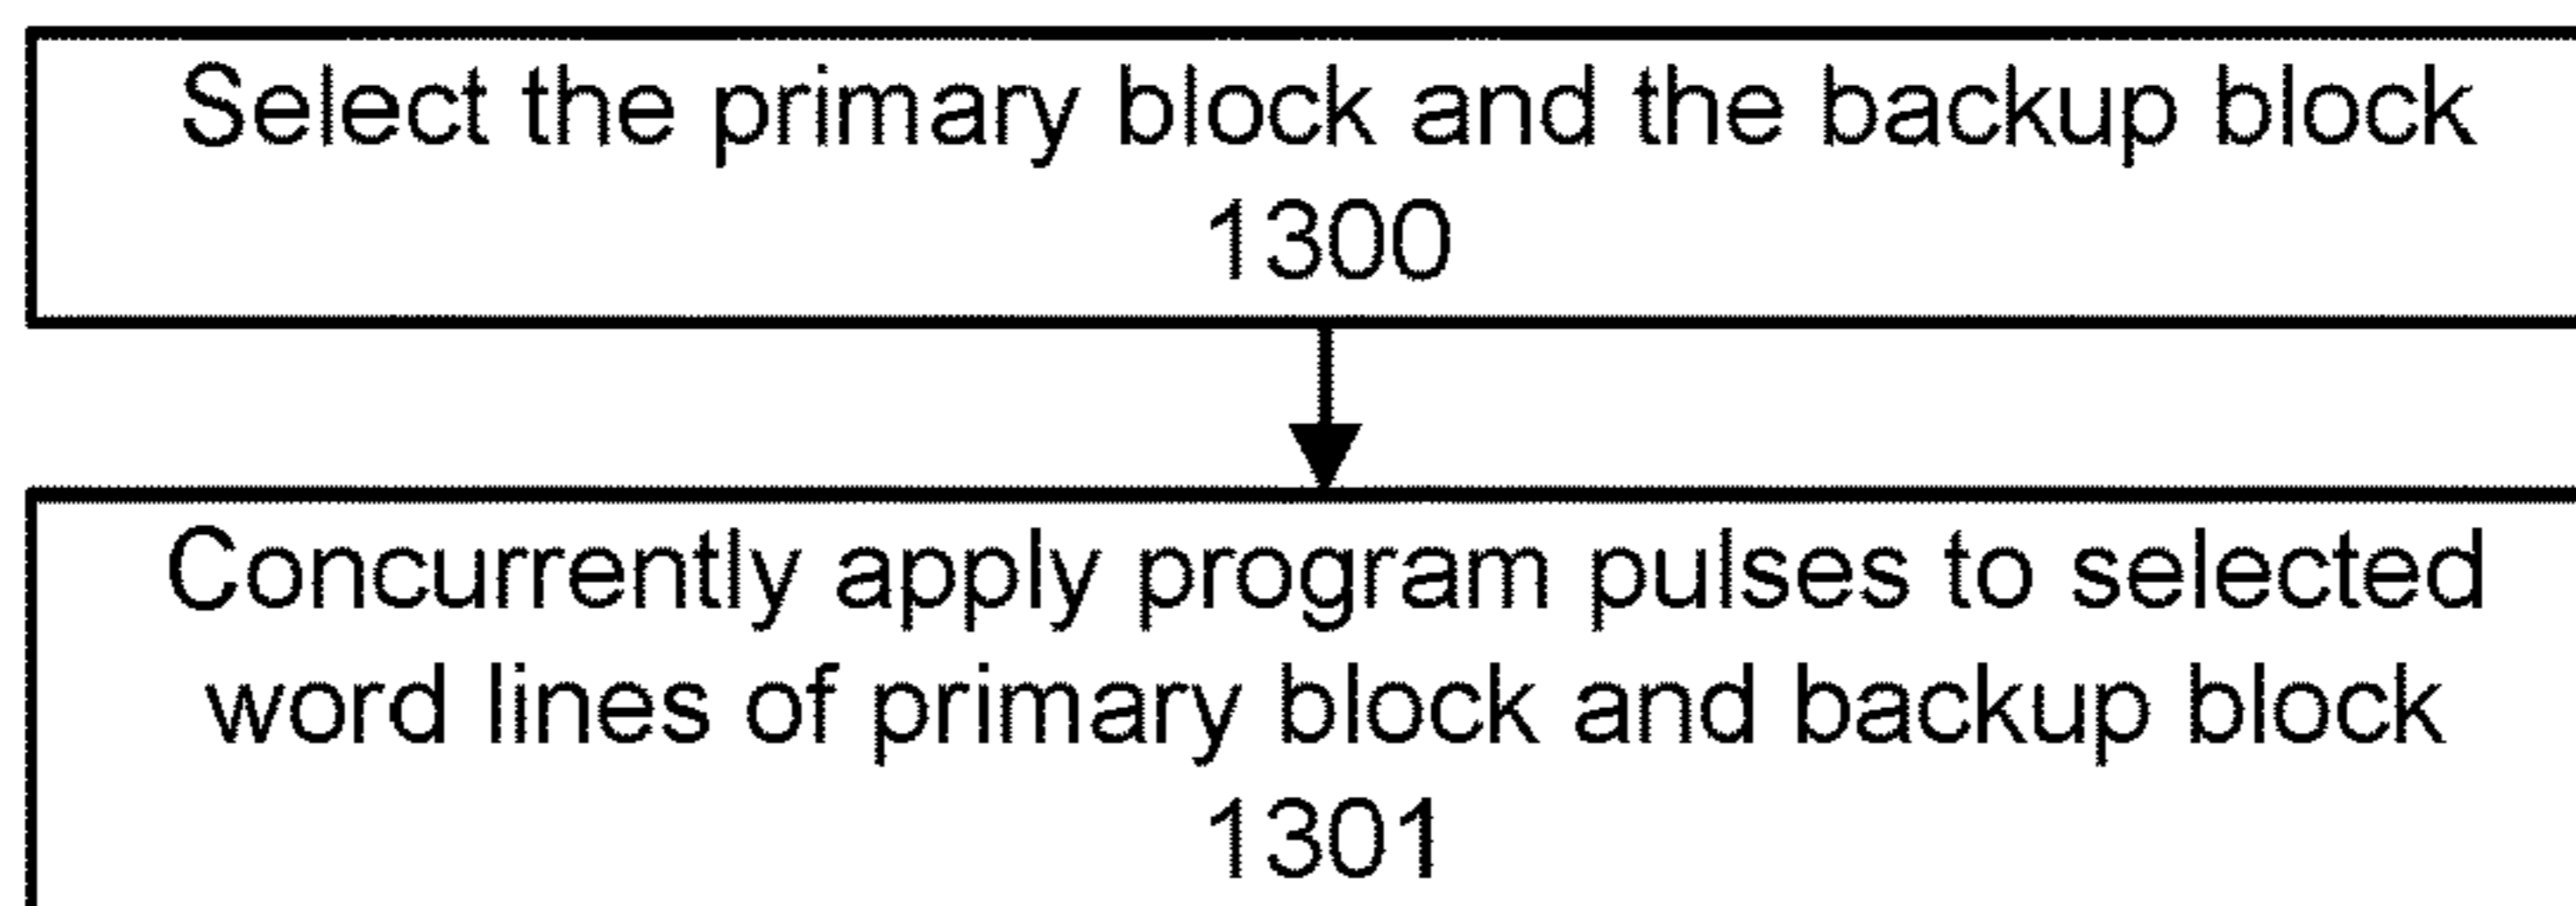 Select the primary block and the backup block
1300
Concurrently apply program pulses to selected
word lines of primary block and backup block
1301